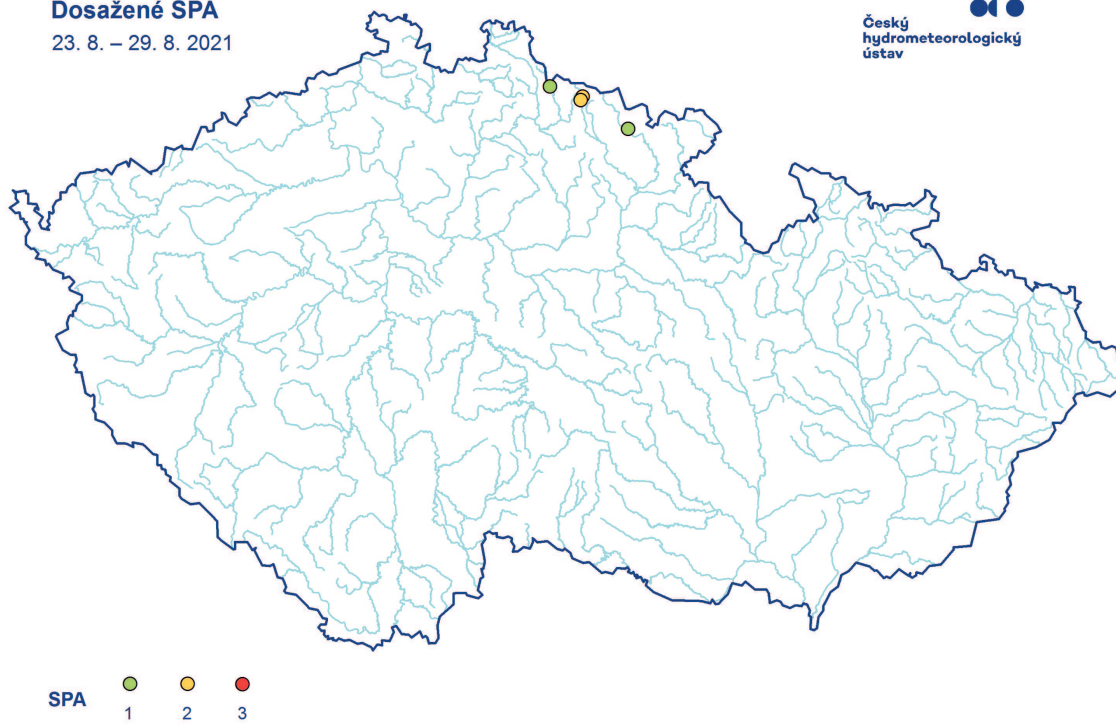 Dosažené SPA
23. 8. – 29. 8. 2021
Český
hydrometeorologický
ústav
SPA
1
2
3